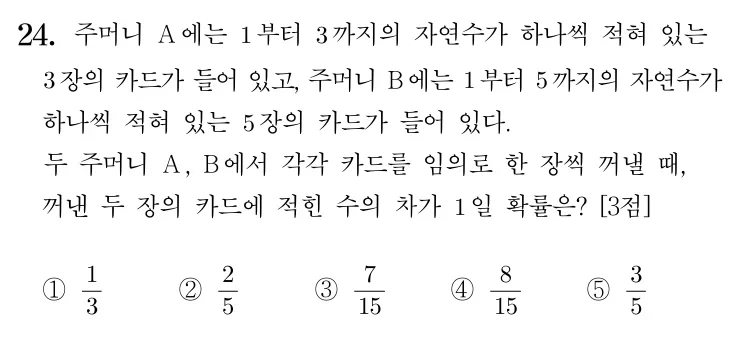 24. 주머니 A에는 1부터 3까지의 자연수가 하나씩 적혀 있는
3장의 카드가 들어 있고, 주머니 B에는 1부터 5까지의 자연수가
하나씩 적혀 있는 5장의 카드가 들어 있다.
두 주머니 A, B에서 각각 카드를 임의로 한 장씩 꺼낼 때,
꺼낸 두 장의 카드에 적힌 수의 차가 1일 확률은? [3점]
① 1/3 ② 2/5 ③ 7/15 ④ 8/15 ⑤ 3/5